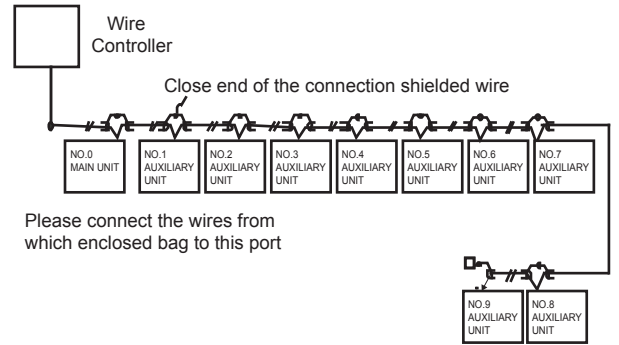 Wire
Controller
Close end of the connection shielded wire
NO.0
MAIN UNIT
NO.1
AUXILIARY
UNIT
NO.2
AUXILIARY
UNIT
NO.3
AUXILIARY
UNIT
NO.4
AUXILIARY
UNIT
NO.5
AUXILIARY
UNIT
NO.6
AUXILIARY
UNIT
NO.7
AUXILIARY
UNIT
Please connect the wires from
which enclosed bag to this port
NO.9
AUXILIARY
UNIT
NO.8
AUXILIARY
UNIT